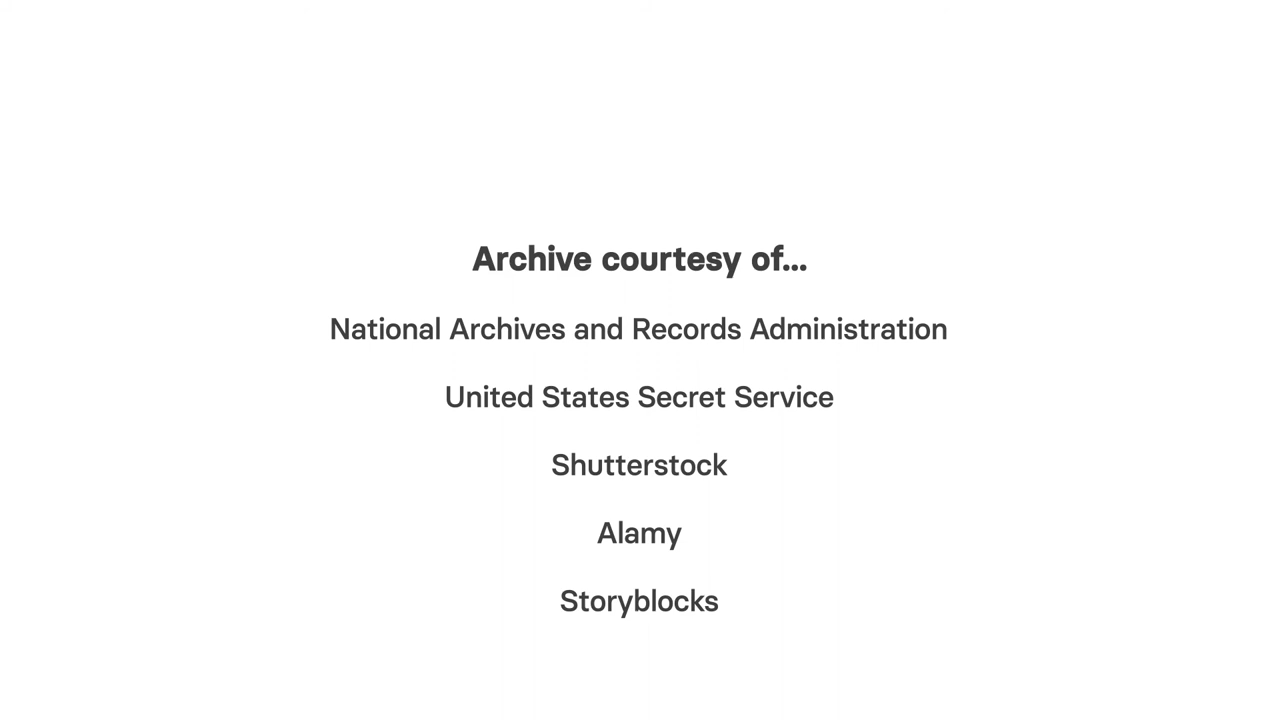 Archive courtesy of...
National Archives and Records Administration
United States Secret Service
Shutterstock
Alamy
Storyblocks